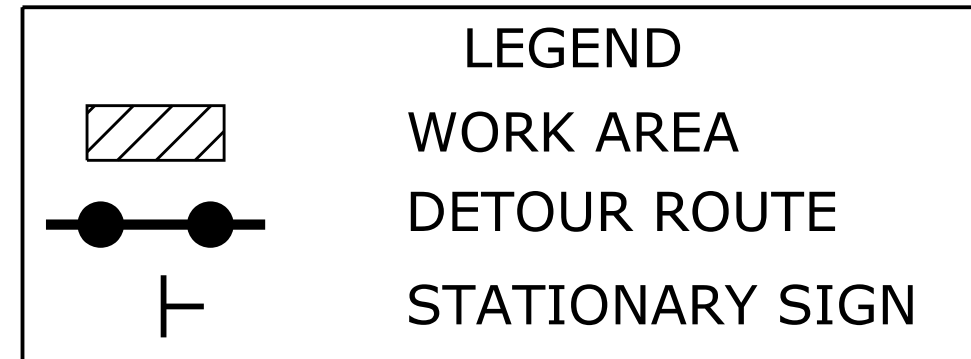 LEGEND
WORK AREA
DETOUR ROUTE
STATIONARY SIGN